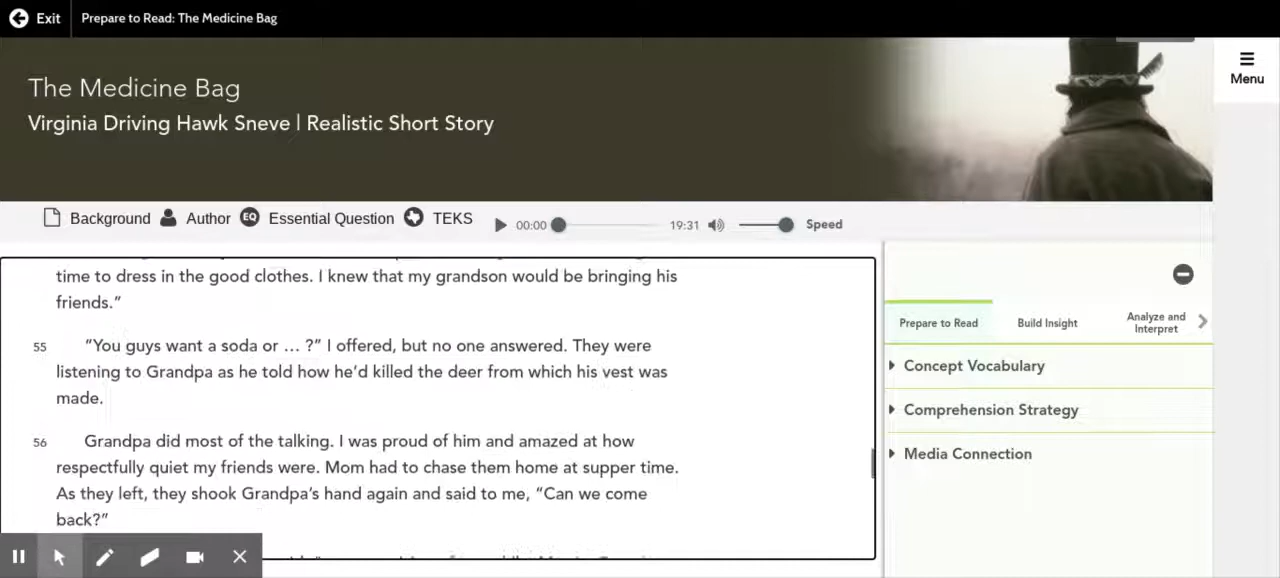 Exit
Prepare to Read: The Medicine Bag
Menu
The Medicine Bag
Virginia Driving Hawk Sneve | Realistic Short Story
Background
Author
EQ
Essential Question
TEKS
00:00
19:31
Speed
time to dress in the good clothes. I knew that my grandson would be bringing his
friends.”
55 “You guys want a soda or … ?” I offered, but no one answered. They were
listening to Grandpa as he told how he’d killed the deer from which his vest was
made.
56 Grandpa did most of the talking. I was proud of him and amazed at how
respectfully quiet my friends were. Mom had to chase them home at supper time.
As they left, they shook Grandpa’s hand again and said to me, “Can we come
back?”
Prepare to Read
Build Insight
Analyze and
Interpret
Concept Vocabulary
Comprehension Strategy
Media Connection